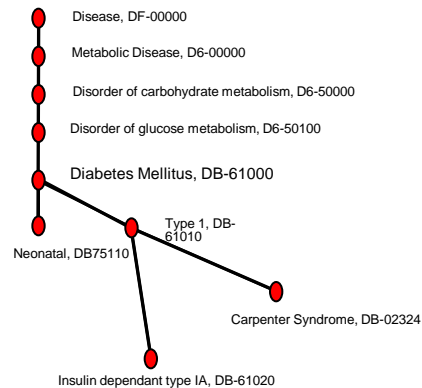 Disease, DF-00000
Metabolic Disease, D6-00000
Disorder of carbohydrate metabolism, D6-50000
Disorder of glucose metabolism, D6-50100
Diabetes Mellitus, DB-61000
Type 1, DB-
61010
Neonatal, DB75110
Carpenter Syndrome, DB-02324
Insulin dependant type IA, DB-61020